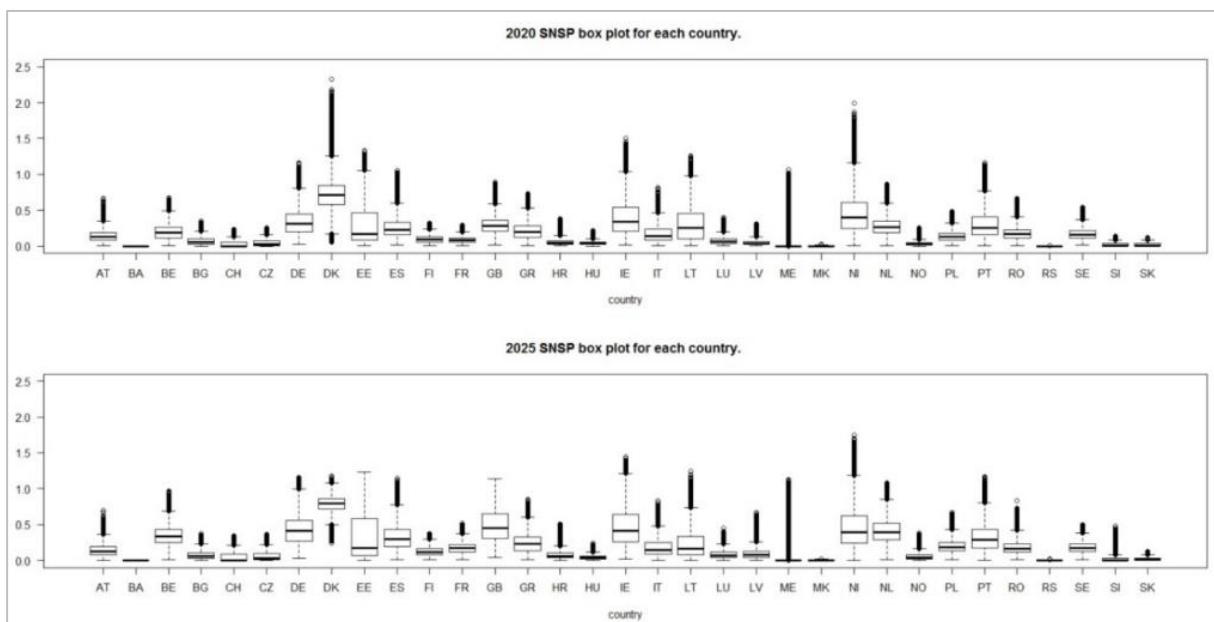 2020 SNSP box plot for each country.
2.5
2.0
1.5
1.0
0.5
0.0
AT BA BE BG CH CZ DE DK EE ES FI FR GB GR HR HU IE IT LT LU LV ME MK NI NL NO PL PT RO RS SE SI SK
country
2025 SNSP box plot for each country.
2.5
2.0
1.5
1.0
0.5
0.0
AT BA BE BG CH CZ DE DK EE ES FI FR GB GR HR HU IE IT LT LU LV ME MK NI NL NO PL PT RO RS SE SI SK
country